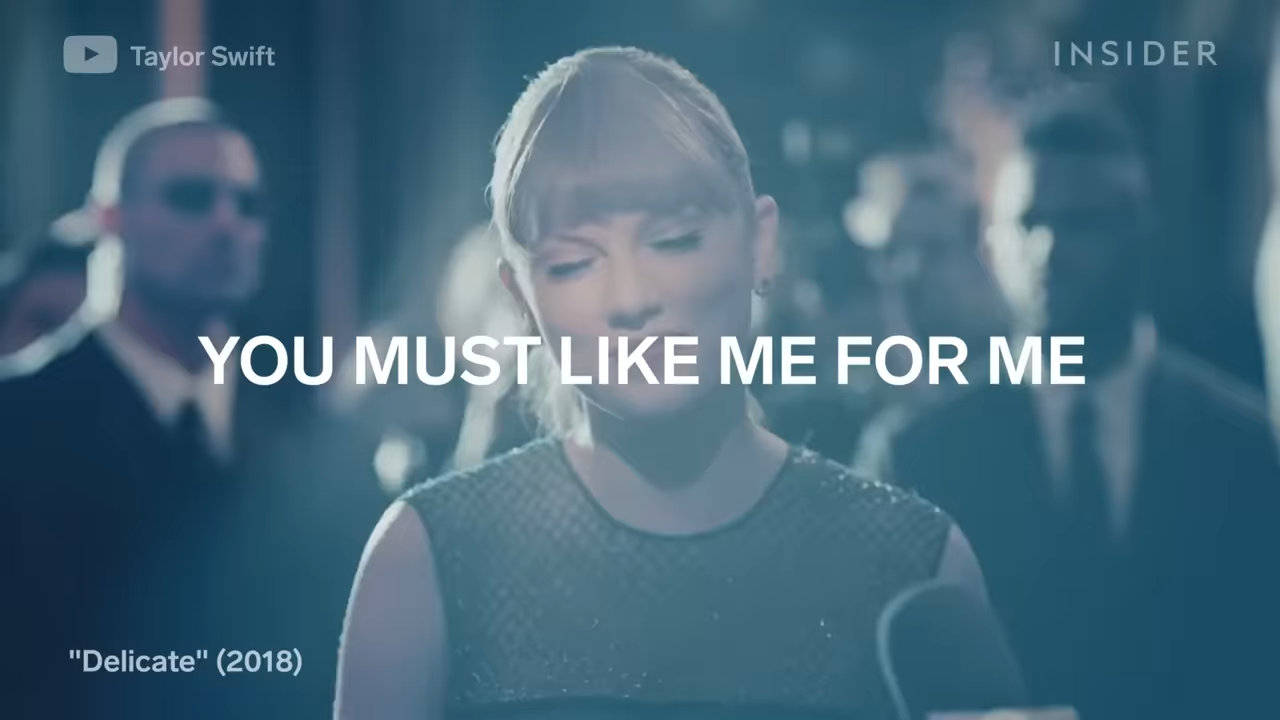 Taylor Swift
INSIDER
YOU MUST LIKE ME FOR ME
"Delicate" (2018)